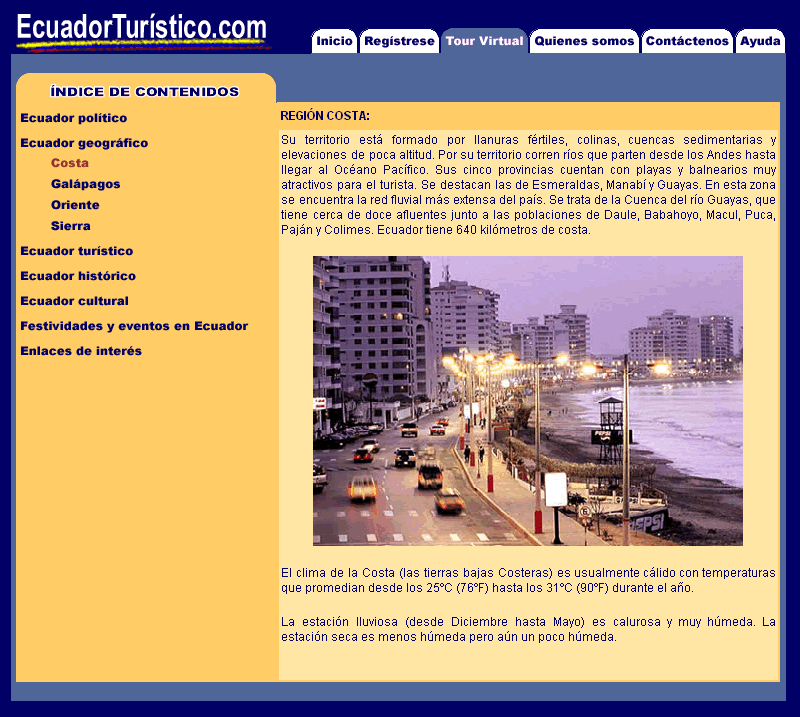 EcuadorTurístico.com
Inicio Regístrese Tour Virtual Quienes somos Contáctenos Ayuda
ÍNDICE DE CONTENIDOS
Ecuador político
Ecuador geográfico
Costa
Galápagos
Oriente
Sierra
Ecuador turístico
Ecuador histórico
Ecuador cultural
Festividades y eventos en Ecuador
Enlaces de interés
REGIÓN COSTA:
Su territorio está formado por llanuras fértiles, colinas, cuencas sedimentarias y
elevaciones de poca altitud. Por su territorio corren ríos que parten desde los Andes hasta
llegar al Océano Pacífico. Sus cinco provincias cuentan con playas y balnearios muy
atractivos para el turista. Se destacan las de Esmeraldas, Manabí y Guayas. En esta zona
se encuentra la red fluvial más extensa del país. Se trata de la Cuenca del río Guayas, que
tiene cerca de doce afluentes junto a las poblaciones de Daule, Babahoyo, Macul, Puca,
Paján y Colimes. Ecuador tiene 640 kilómetros de costa.
PEPSI
PEPSI
El clima de la Costa (las tierras bajas Costeras) es usualmente cálido con temperaturas
que promedian desde los 25ºC (76ºF) hasta los 31ºC (90ºF) durante el año.
La estación lluviosa (desde Diciembre hasta Mayo) es calurosa y muy húmeda. La
estación seca es menos húmeda pero aún un poco húmeda.